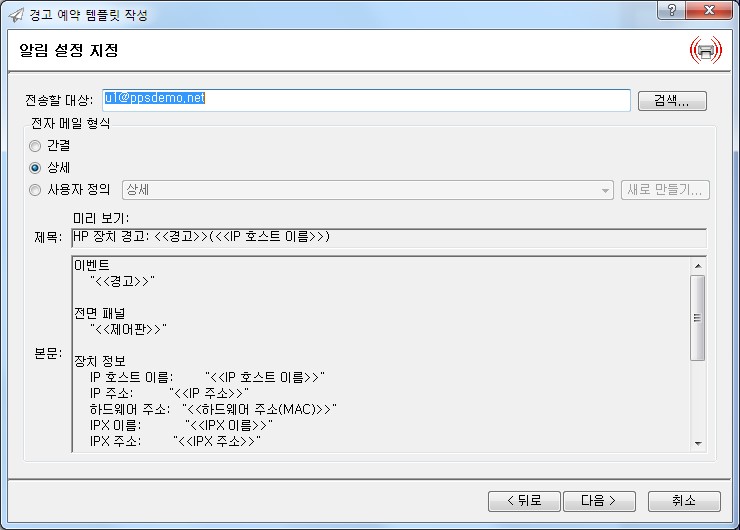 경고 예약 템플릿 작성
알림 설정 지정
전송할 대상: u1@ppsdemo.net 검색...
전자 메일 형식
간결
상세
사용자 정의 상세 새로 만들기...
미리 보기:
제목: HP 장치 경고: <<경고>>(<<IP 호스트 이름>>)
이벤트
"<<경고>>"
전면 패널
"<<제어판>>"
본문:
장치 정보
IP 호스트 이름: "<<IP 호스트 이름>>"
IP 주소: "<<IP 주소>>"
하드웨어 주소: "<<하드웨어 주소(MAC)>>"
IPX 이름: "<<IPX 이름>>"
IPX 주소: "<<IPX 주소>>"
< 뒤로 다음 > 취소